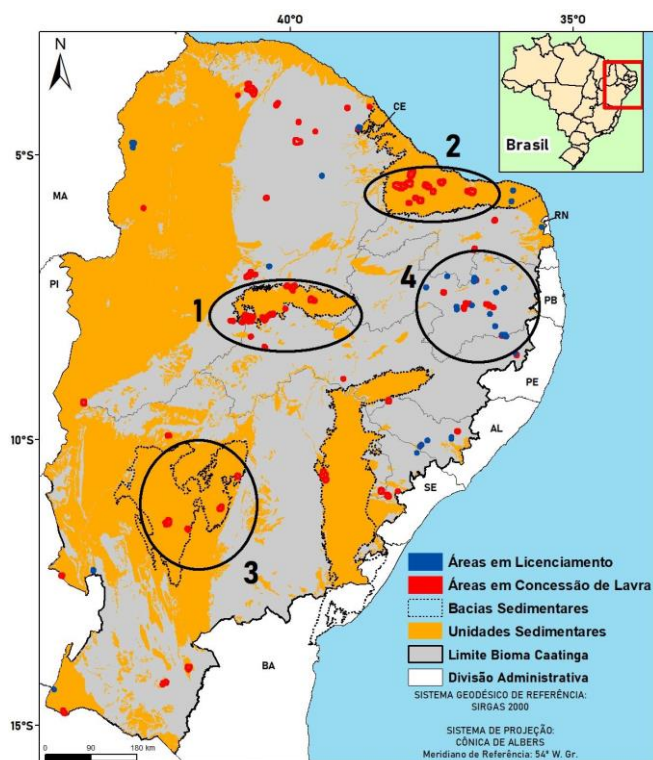 40°0'
35°0'
N
CE
2
Brasil
5°S'
MA
RN
4
PI
1
PB
PE
10°S'
AL
SE
3
Áreas em Licenciamento
Áreas em Concessão de Lavra
Bacias Sedimentares
Unidades Sedimentares
Limite Bioma Caatinga
BA
Divisão Administrativa
SISTEMA GEODÉSICO DE REFERÊNCIA:
SIRGAS 2000
15°S'
SISTEMA DE PROJEÇÃO:
CÔNICA DE ALBERS
0 90 180 km
Meridiano de Referência: 54° W. Gr.